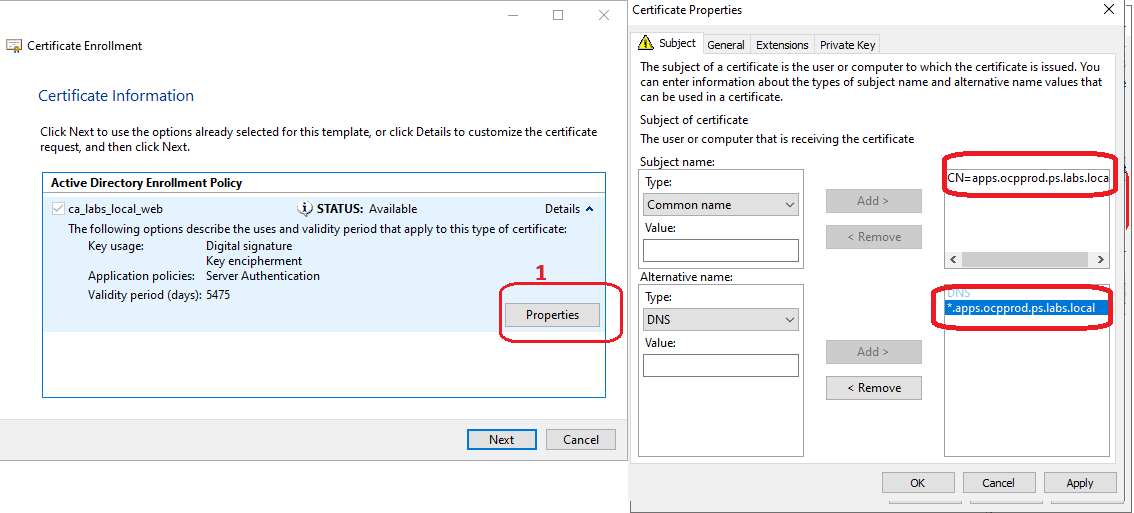 Certificate Enrollment
Certificate Information
Click Next to use the options already selected for this template, or click Details to customize the certificate
request, and then click Next.
Active Directory Enrollment Policy
ca_labs_local_web
STATUS: Available
Details
The following options describe the uses and validity period that apply to this type of certificate:
Key usage: Digital signature
Key encipherment
Application policies: Server Authentication
Validity period (days): 5475
1
Properties
Next
Cancel
Certificate Properties
Subject
General
Extensions
Private Key
The subject of a certificate is the user or computer to which the certificate is issued. You
can enter information about the types of subject name and alternative name values that
can be used in a certificate.
Subject of certificate
The user or computer that is receiving the certificate
Subject name:
Type:
Common name
Value:
Add >
< Remove
CN=apps.ocpprod.ps.labs.loca
Alternative name:
Type:
DNS
Value:
Add >
< Remove
DNS
*.apps.ocpprod.ps.labs.local
OK
Cancel
Apply